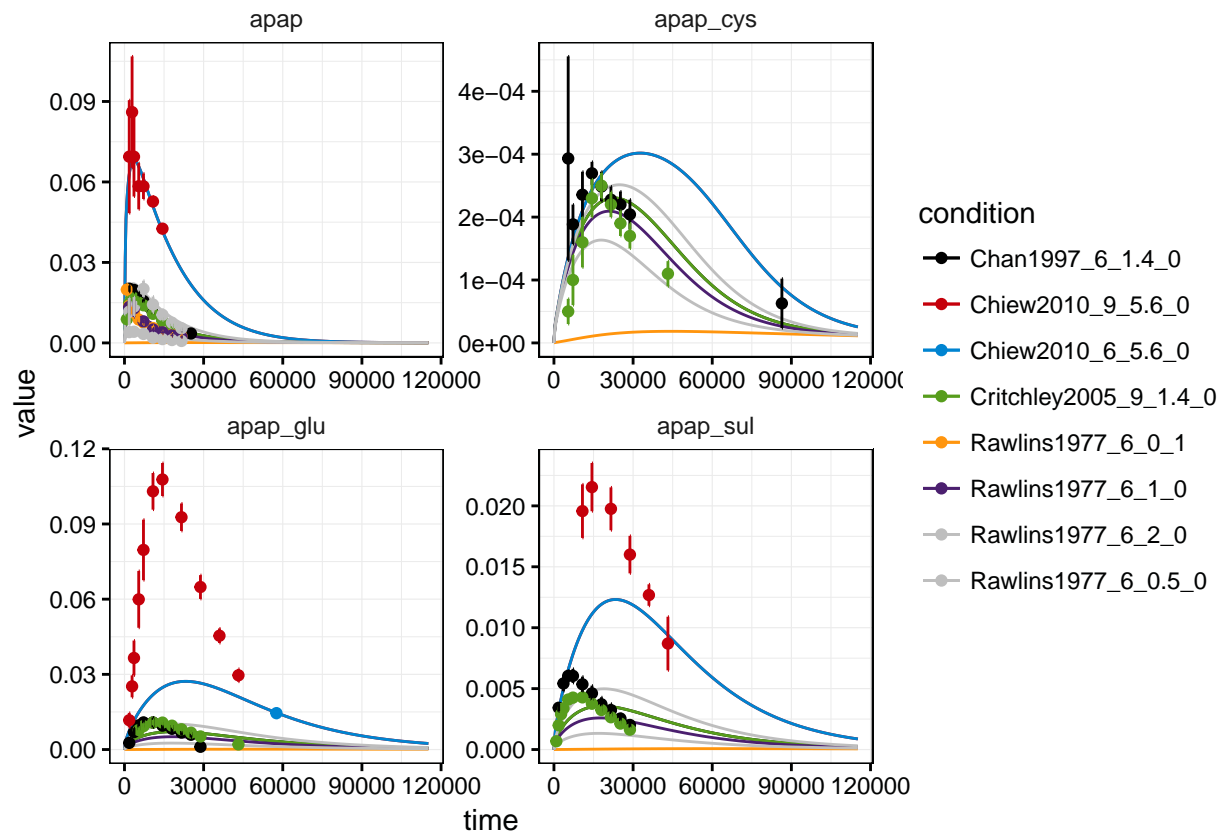 apap
apap_cys
0.09
0.06
0.03
0.00
0
30000
60000
90000
120000
4e−04
3e−04
2e−04
1e−04
0e+00
0
30000
60000
90000
120000
value
apap_glu
apap_sul
0.12
0.09
0.06
0.03
0.00
0
30000
60000
90000
120000
0.020
0.015
0.010
0.005
0.000
0
30000
60000
90000
120000
time
condition
Chan1997_6_1.4_0
Chiew2010_9_5.6_0
Chiew2010_6_5.6_0
Critchley2005_9_1.4_0
Rawlins1977_6_0_1
Rawlins1977_6_1_0
Rawlins1977_6_2_0
Rawlins1977_6_0.5_0